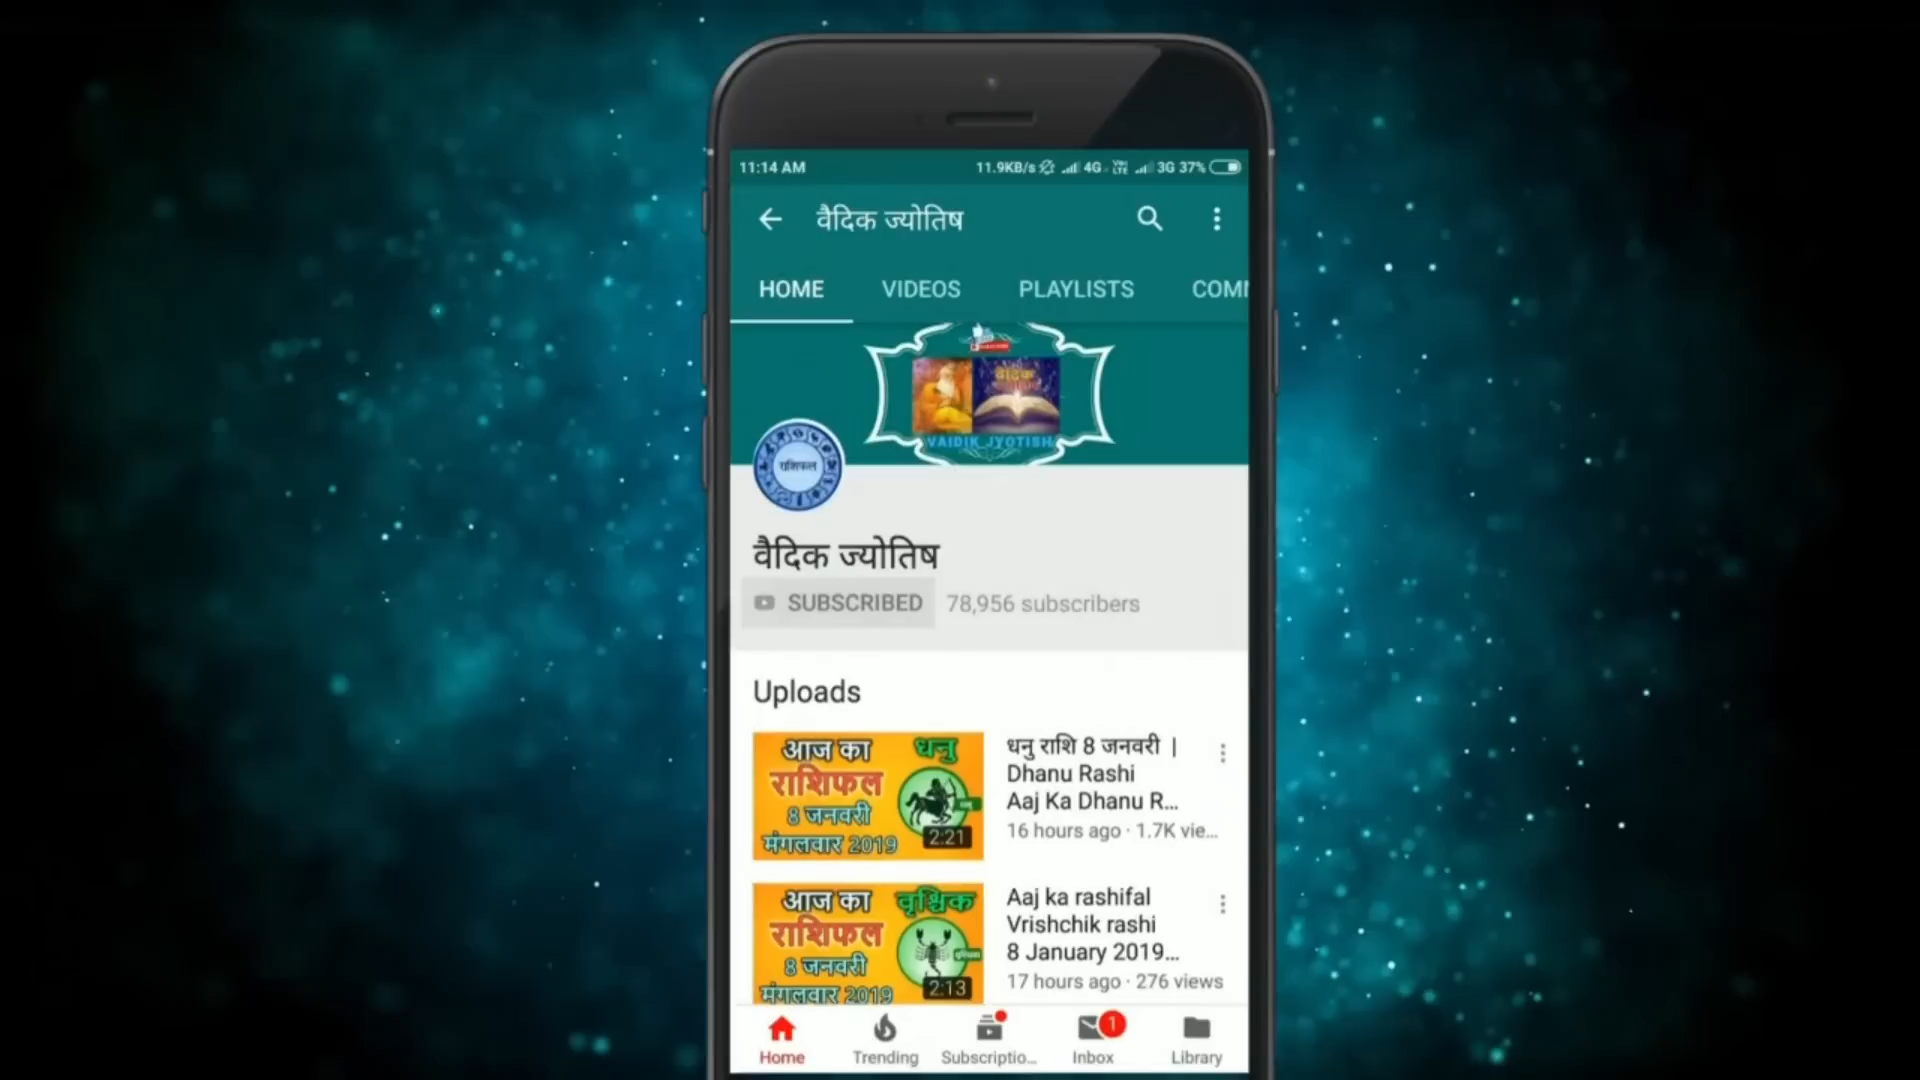 11:14 AM 11.9KB/s 4G VoLTE 3G 37%
वैदिक ज्योतिष
HOME VIDEOS PLAYLISTS COMM
वैदिक
VAIDIK JYOTISH
राशिफल
वैदिक ज्योतिष
SUBSCRIBED 78,956 subscribers
Uploads
आज का धनु
राशिफल
8 जनवरी
मंगलवार 2019
2:21
धनु राशि 8 जनवरी |
Dhanu Rashi
Aaj Ka Dhanu R...
16 hours ago · 1.7K vie...
आज का वृश्चिक
राशिफल
8 जनवरी
मंगलवार 2019
2:13
Aaj ka rashifal
Vrishchik rashi
8 January 2019...
17 hours ago · 276 views
Home Trending Subscriptio... Inbox 1 Library